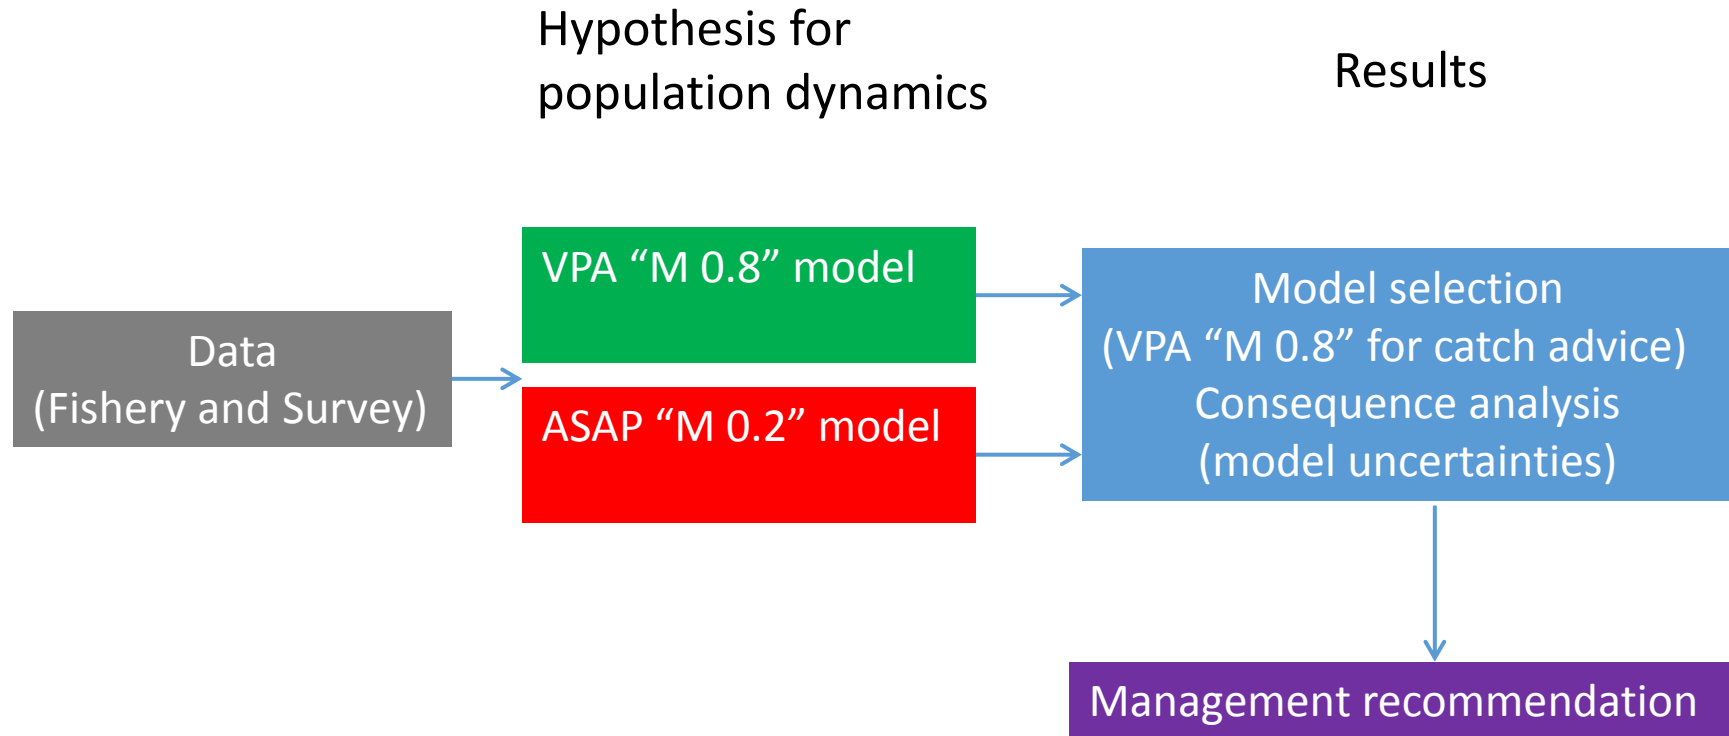 Hypothesis for
population dynamics
Results
Data
(Fishery and Survey)
VPA “M 0.8” model
ASAP “M 0.2” model
Model selection
(VPA “M 0.8” for catch advice)
Consequence analysis
(model uncertainties)
Management recommendation